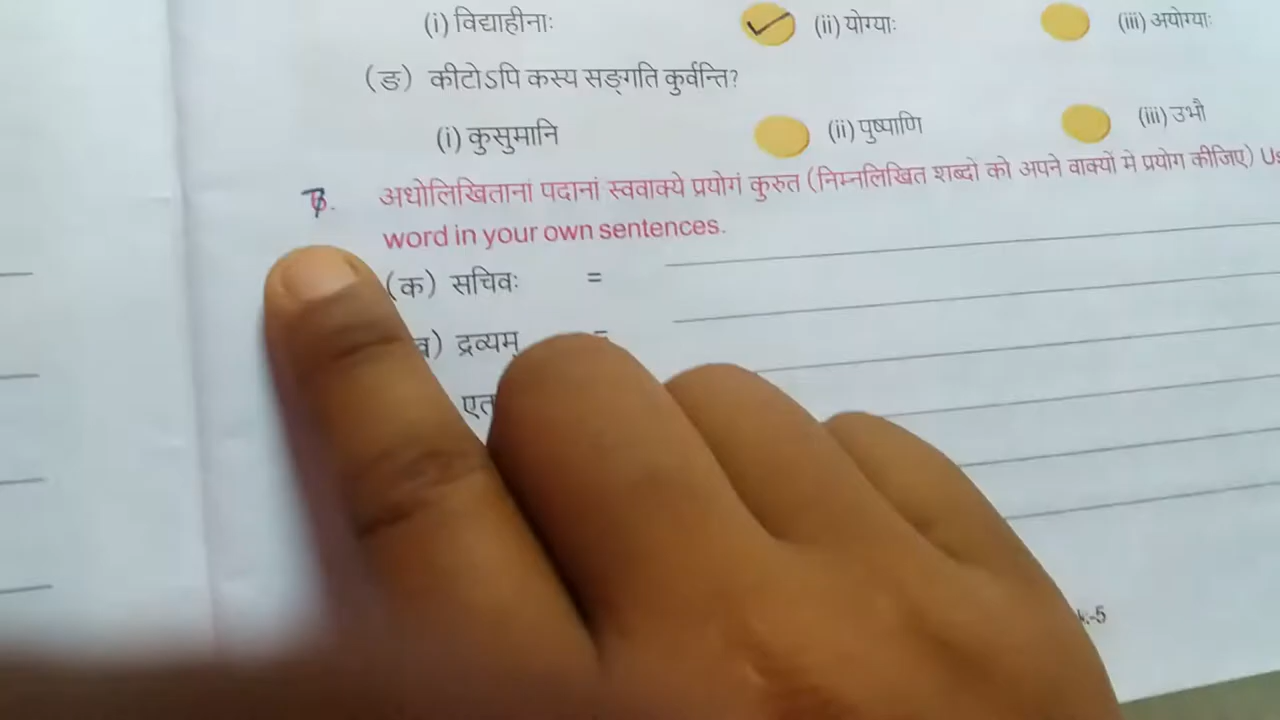 (i) विद्याहीनाः (ii) योग्याः (iii) अयोग्याः
(ङ) कीटोऽपि कस्य सङ्गति कुर्वन्ति?
(i) कुसुमानि (ii) पुष्पाणि (iii) उभौ
अधोलिखितानां पदानां स्ववाक्ये प्रयोगं कुरुत (निम्नलिखित शब्दों को अपने वाक्यों में प्रयोग कीजिए)
word in your own sentences.
(क) सचिवः =
द्रव्यम् =